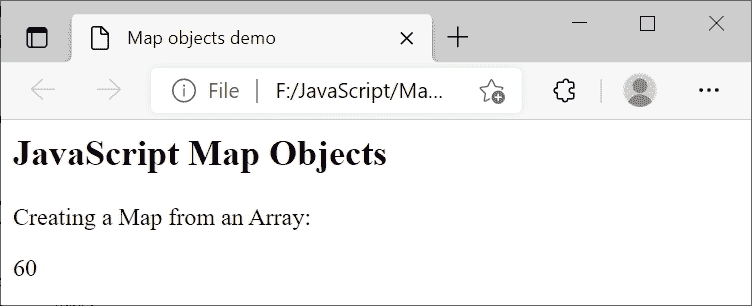 Map objects demo
File | F:/JavaScript/Ma...
JavaScript Map Objects
Creating a Map from an Array:
60